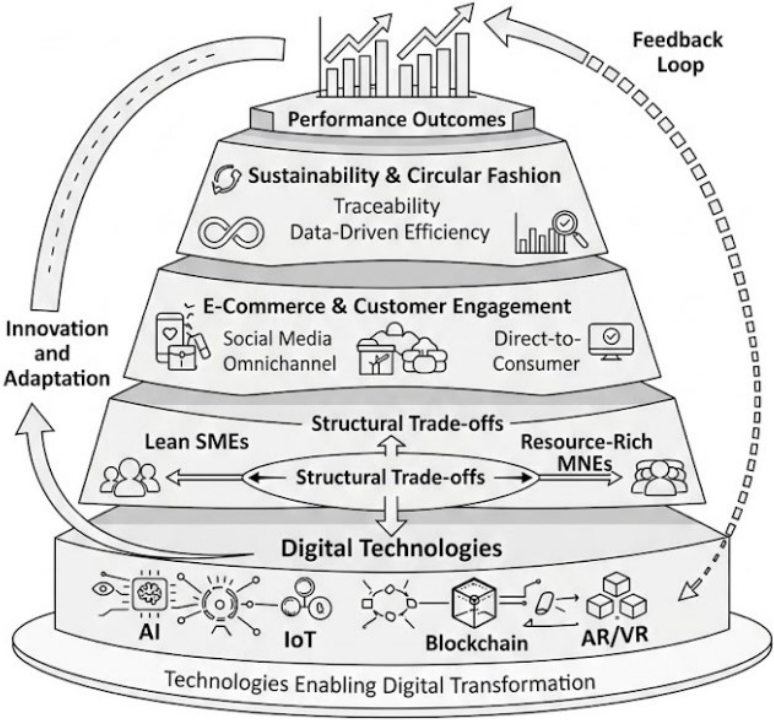 Feedback
Loop
Performance Outcomes
Sustainability & Circular Fashion
Traceability
Data-Driven Efficiency
E-Commerce & Customer Engagement
Social Media
Omnichannel
Direct-to-
Consumer
Innovation
and
Adaptation
Structural Trade-offs
Lean SMEs
Resource-Rich
MNEs
Structural Trade-offs
Digital Technologies
AI
IoT
Blockchain
AR/VR
Technologies Enabling Digital Transformation